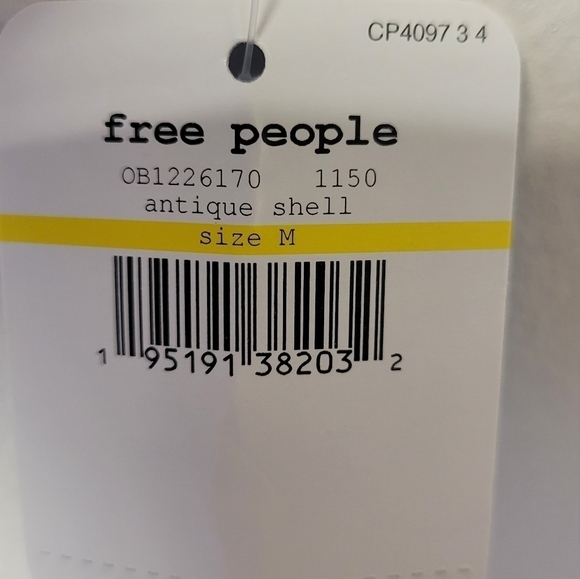 CP4097 3 4
free people
OB1226170 1150
antique shell
size M
1 95191 38203 2